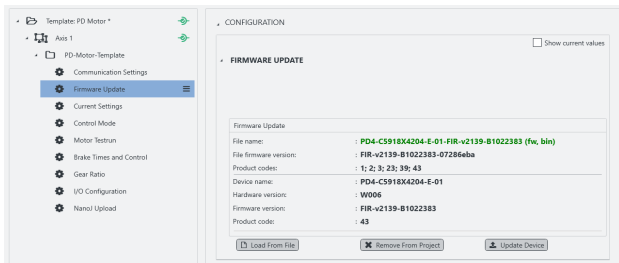 Template: PD Motor *
Axis 1
PD-Motor-Template
Communication Settings
Firmware Update
Current Settings
Control Mode
Motor Testrun
Brake Times and Control
Gear Ratio
I/O Configuration
NanoJ Upload
CONFIGURATION
Show current values
FIRMWARE UPDATE
Firmware Update
File name: : PD4-C5918X4204-E-01-FIR-v2139-B1022383 (fw, bin)
File firmware version: : FIR-v2139-B1022383-07286eba
Product codes: : 1; 2; 3; 23; 39; 43
Device name: : PD4-C5918X4204-E-01
Hardware version: : W006
Firmware version: : FIR-v2139-B1022383
Product code: : 43
Load From File Remove From Project Update Device